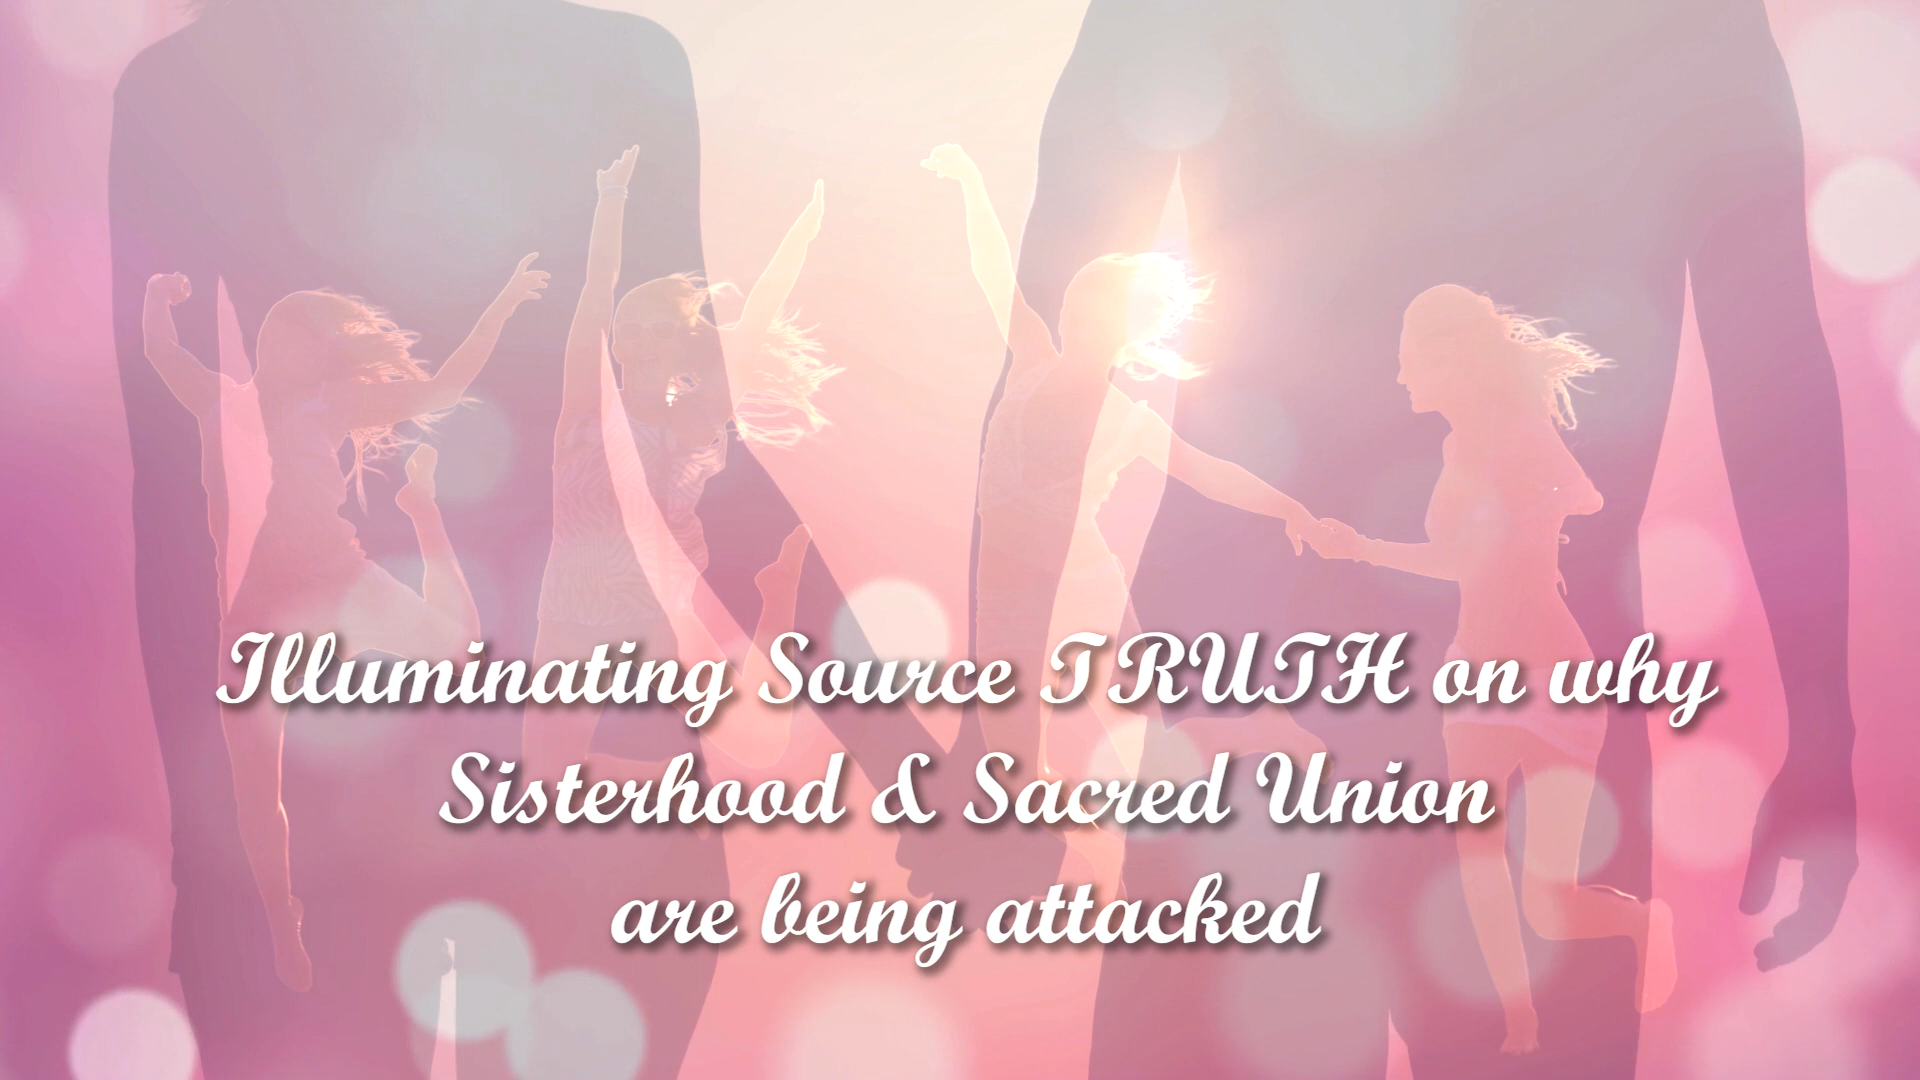 Illuminating Source TRUTH on why
Sisterhood & Sacred Union
are being attacked